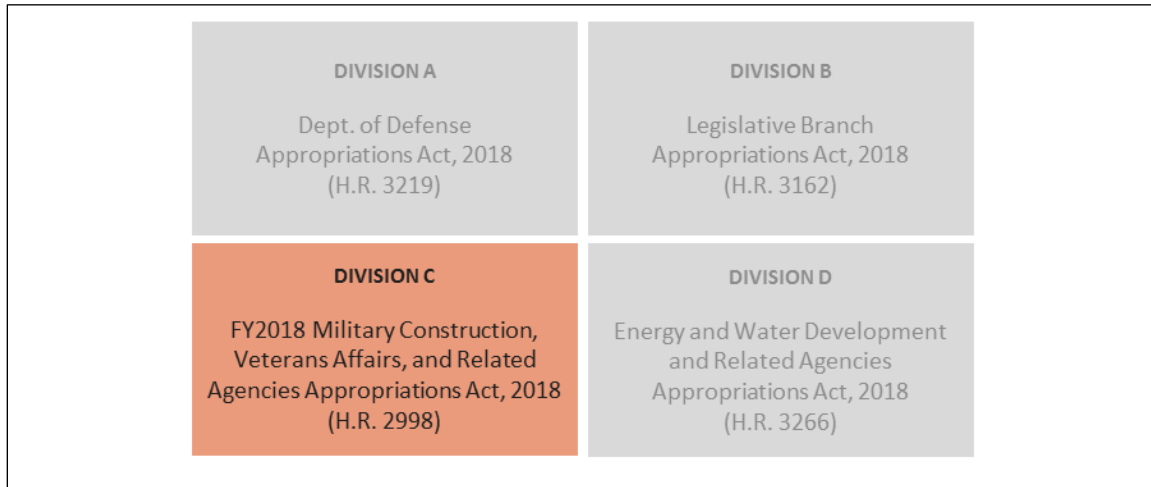 DIVISION A
Dept. of Defense
Appropriations Act, 2018
(H.R. 3219)
DIVISION B
Legislative Branch
Appropriations Act, 2018
(H.R. 3162)
DIVISION C
FY2018 Military Construction,
Veterans Affairs, and Related
Agencies Appropriations Act, 2018
(H.R. 2998)
DIVISION D
Energy and Water Development
and Related Agencies
Appropriations Act, 2018
(H.R. 3266)